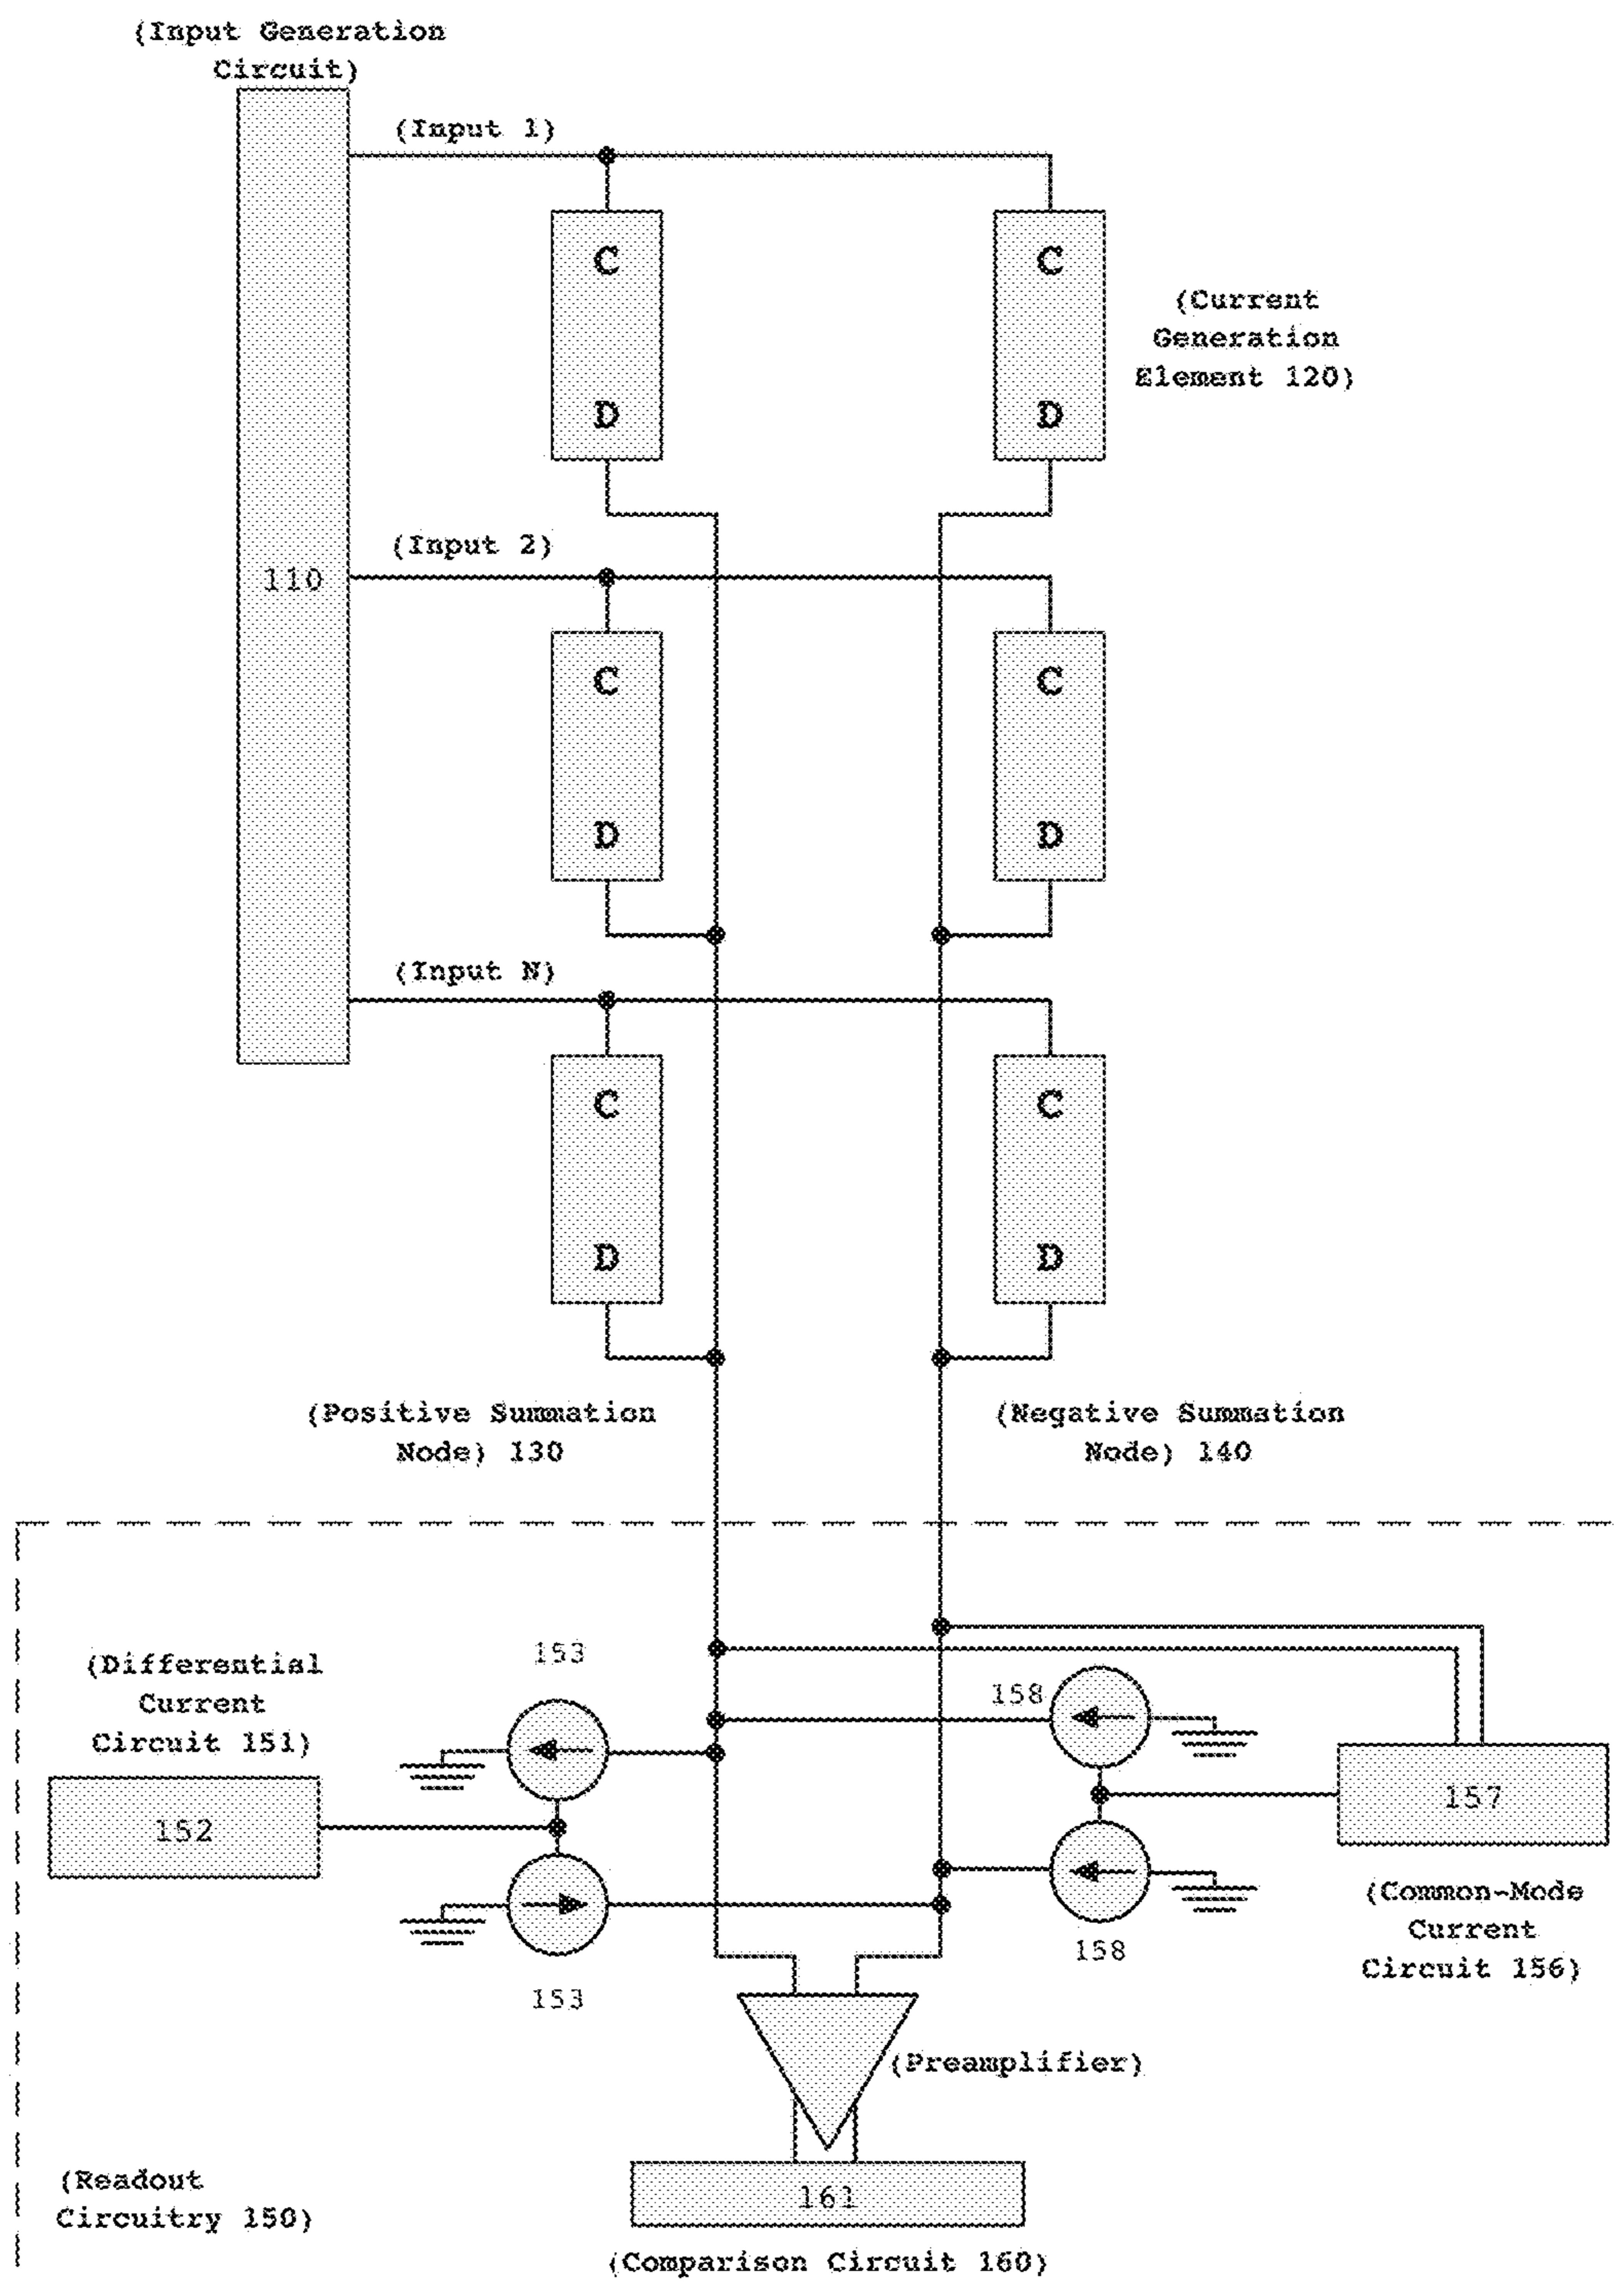 (Input Generation
Circuit)
(Input 1)
C
C
(Current
Generation
Element 120)
D
D
(Input 2)
110
C
C
D
D
(Input N)
C
C
D
D
(Positive Summation
Node) 130
(Negative Summation
Node) 140
153
(Differential
Current
Circuit 151)
152
153
158
157
158
(Common-Mode
Current
Circuit 156)
(Preamplifier)
(Readout
Circuitry 150)
161
(Comparison Circuit 160)